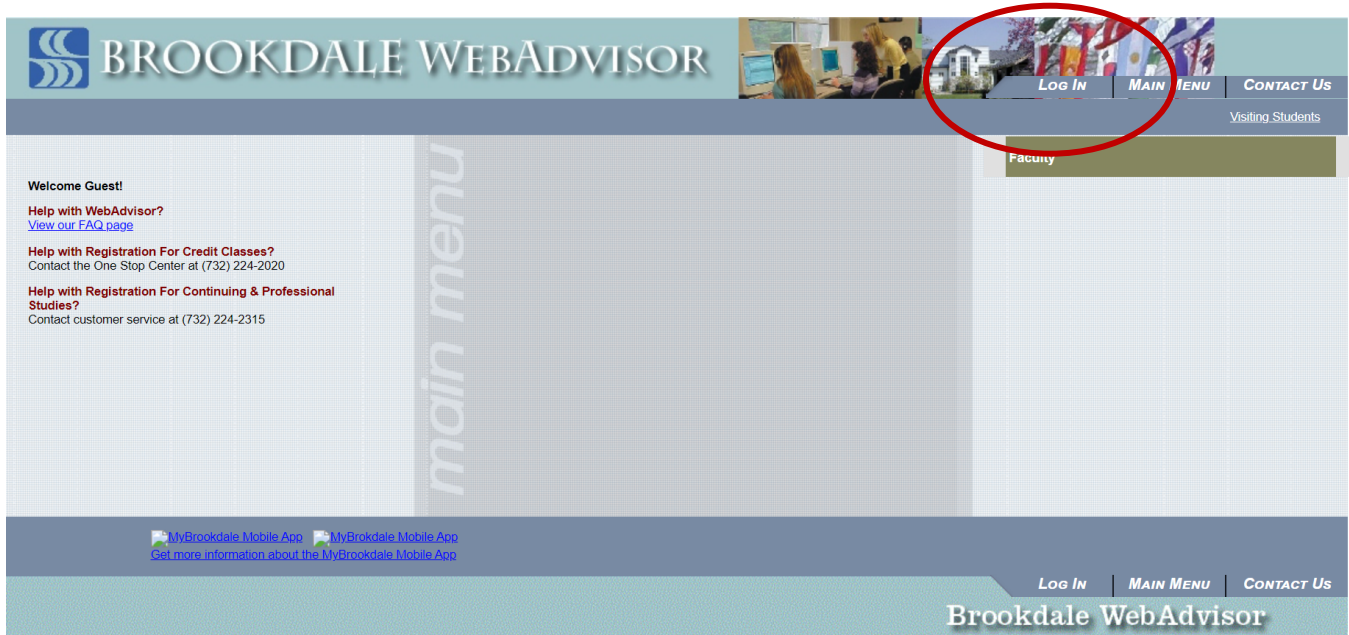 BROOKDALE WEBADVISOR
LOG IN MAIN MENU CONTACT US
Visiting Students
Faculty
Welcome Guest!
Help with WebAdvisor?
View our FAQ page
Help with Registration For Credit Classes?
Contact the One Stop Center at (732) 224-2020
Help with Registration For Continuing & Professional
Studies?
Contact customer service at (732) 224-2315
main menu
MyBrookdale Mobile App MyBrokdale Mobile App
Get more information about the MyBrookdale Mobile App
LOG IN MAIN MENU CONTACT US
Brookdale WebAdvisor